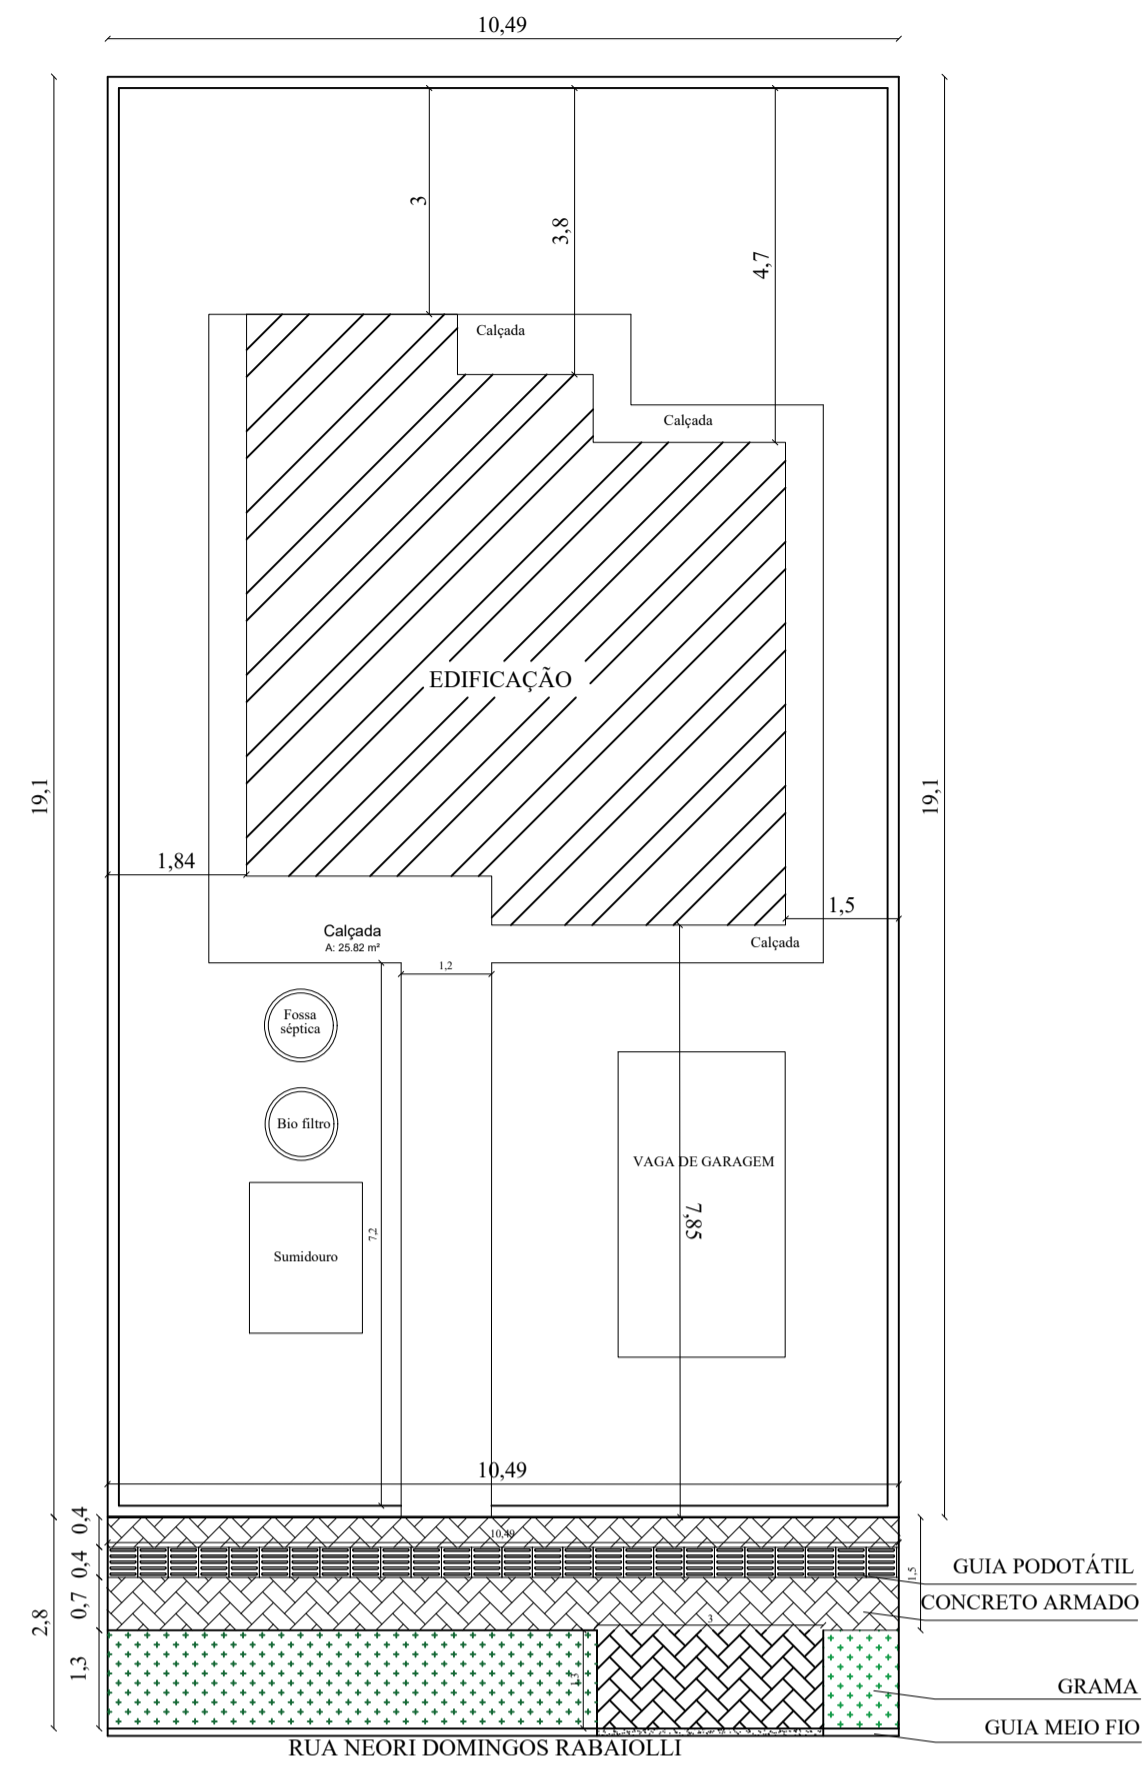 10,49
3
3,8
4,7
Calçada
Calçada
EDIFICAÇÃO
19,1
19,1
1,84
1,5
Calçada
A: 25.82 m²
Calçada
1,2
Fossa
séptica
Bio filtro
VAGA DE GARAGEM
7,85
7,2
Sumidouro
10,49
0,4
10,49
0,4
GUIA PODOTÁTIL
1,5
0,7
CONCRETO ARMADO
2,8
3
1,3
1,3
GRAMA
GUIA MEIO FIO
RUA NEORI DOMINGOS RABAIOLLI